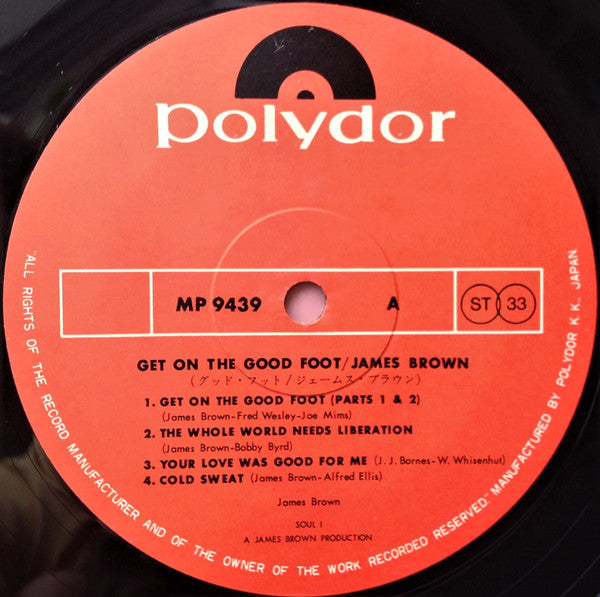 polydor
MP 9439 A ST 33
GET ON THE GOOD FOOT/JAMES BROWN
(グッド・フット/ジェームス・ブラウン)
1. GET ON THE GOOD FOOT (PARTS 1 & 2)
(James Brown-Fred Wesley-Joe Mims)
2. THE WHOLE WORLD NEEDS LIBERATION
(James Brown-Bobby Byrd)
3. YOUR LOVE WAS GOOD FOR ME (J. J. Barnes-W. Whisenhut)
4. COLD SWEAT (James Brown-Alfred Ellis)
James Brown
SOUL 1
A JAMES BROWN PRODUCTION
"ALL RIGHTS OF THE RECORD MANUFACTURER AND OF THE OWNER OF THE WORK RECORDED RESERVED" MANUFACTURED BY POLYDOR K.K., JAPAN